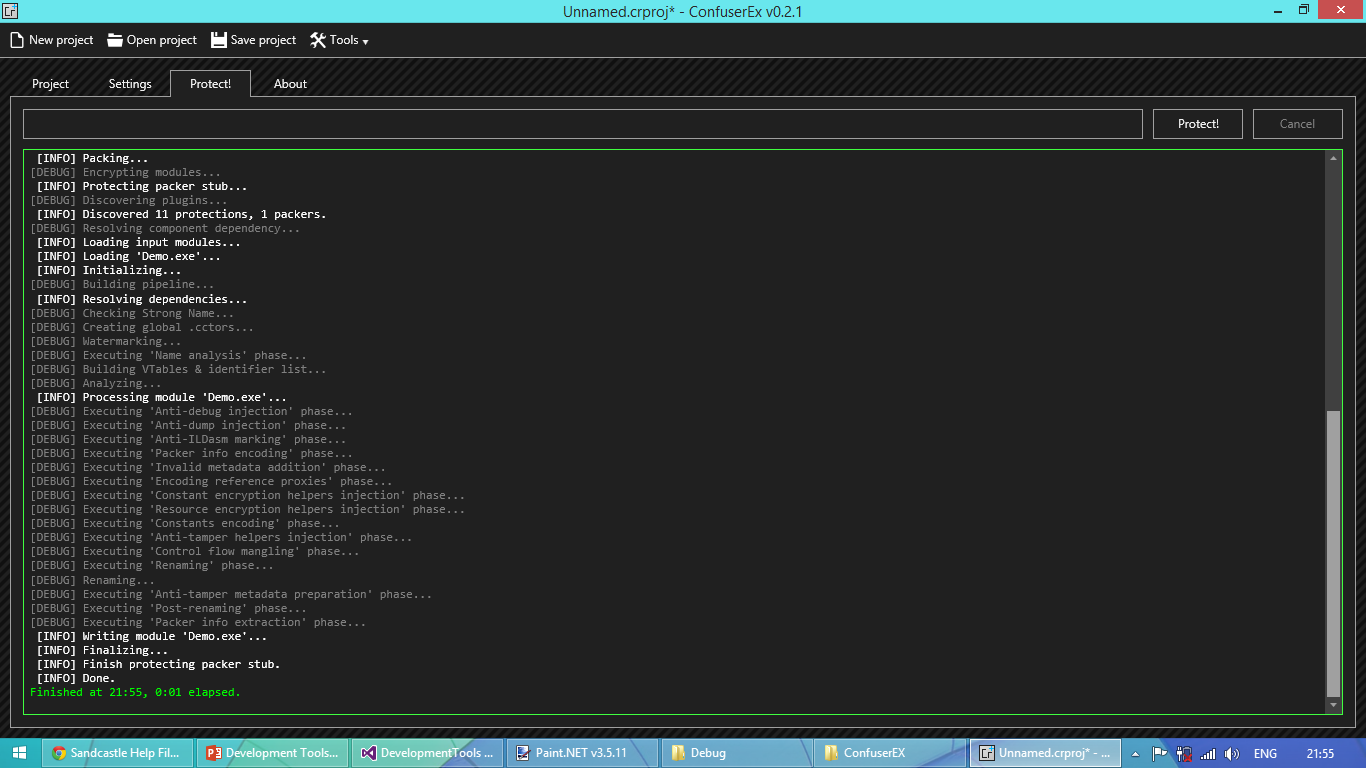 Unnamed.crproj* - ConfuserEx v0.2.1
New project Open project Save project Tools
Project Settings Protect! About
Protect! Cancel
[INFO] Packing...
[DEBUG] Encrypting modules...
[INFO] Protecting packer stub...
[DEBUG] Discovering plugins...
[INFO] Discovered 11 protections, 1 packers.
[DEBUG] Resolving component dependency...
[INFO] Loading input modules...
[INFO] Loading 'Demo.exe'...
[INFO] Initializing...
[DEBUG] Building pipeline...
[INFO] Resolving dependencies...
[DEBUG] Checking Strong Name...
[DEBUG] Creating global .cctors...
[DEBUG] Watermarking...
[DEBUG] Executing 'Name analysis' phase...
[DEBUG] Building VTables & identifier list...
[DEBUG] Analyzing...
[INFO] Processing module 'Demo.exe'...
[DEBUG] Executing 'Anti-debug injection' phase...
[DEBUG] Executing 'Anti-dump injection' phase...
[DEBUG] Executing 'Anti-ILDasm marking' phase...
[DEBUG] Executing 'Packer info encoding' phase...
[DEBUG] Executing 'Invalid metadata addition' phase...
[DEBUG] Executing 'Encoding reference proxies' phase...
[DEBUG] Executing 'Constant encryption helpers injection' phase...
[DEBUG] Executing 'Resource encryption helpers injection' phase...
[DEBUG] Executing 'Constants encoding' phase...
[DEBUG] Executing 'Anti-tamper helpers injection' phase...
[DEBUG] Executing 'Control flow mangling' phase...
[DEBUG] Executing 'Renaming' phase...
[DEBUG] Renaming...
[DEBUG] Executing 'Anti-tamper metadata preparation' phase...
[DEBUG] Executing 'Post-renaming' phase...
[DEBUG] Executing 'Packer info extraction' phase...
[INFO] Writing module 'Demo.exe'...
[INFO] Finalizing...
[INFO] Finish protecting packer stub.
[INFO] Done.
Finished at 21:55, 0:01 elapsed.
Sandcastle Help Fil... Development Tools... DevelopmentTools ... Paint.NET v3.5.11 Debug ConfuserEX Unnamed.crproj* - ... ENG 21:55